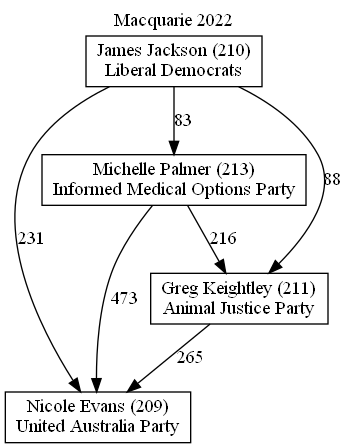 Macquarie 2022
James Jackson (210)
Liberal Democrats
83
Michelle Palmer (213)
Informed Medical Options Party
88
231
216
Greg Keightley (211)
Animal Justice Party
473
265
Nicole Evans (209)
United Australia Party